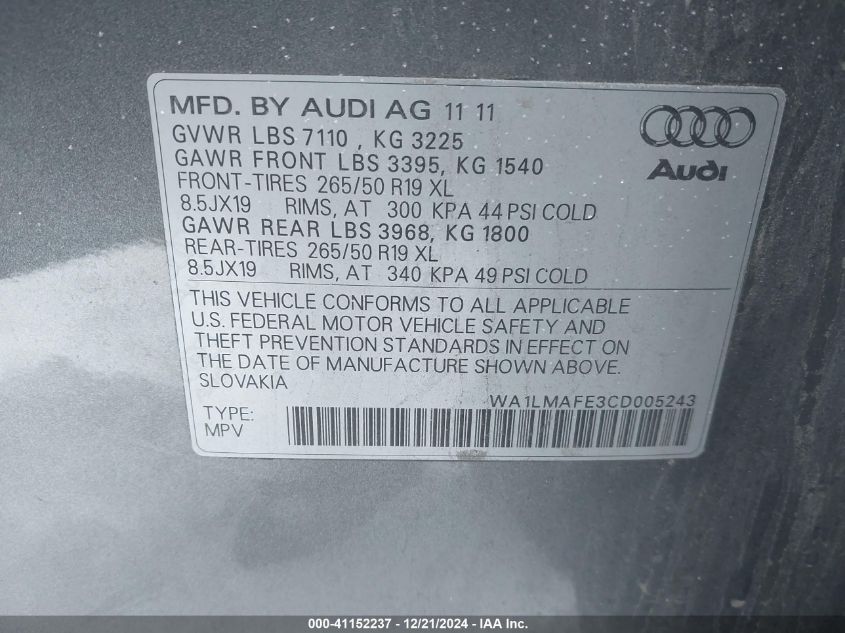 MFD. BY AUDI AG 11 11
GVWR LBS 7110 , KG 3225
GAWR FRONT LBS 3395, KG 1540
FRONT-TIRES 265/50 R19 XL
8.5JX19 RIMS, AT 300 KPA 44 PSI COLD
GAWR REAR LBS 3968, KG 1800
REAR-TIRES 265/50 R19 XL
8.5JX19 RIMS, AT 340 KPA 49 PSI COLD
Audi
THIS VEHICLE CONFORMS TO ALL APPLICABLE
U.S. FEDERAL MOTOR VEHICLE SAFETY AND
THEFT PREVENTION STANDARDS IN EFFECT ON
THE DATE OF MANUFACTURE SHOWN ABOVE.
SLOVAKIA
WA1LMAFE3CD005243
TYPE:
MPV
000-41152237 - 12/21/2024 - IAA Inc.